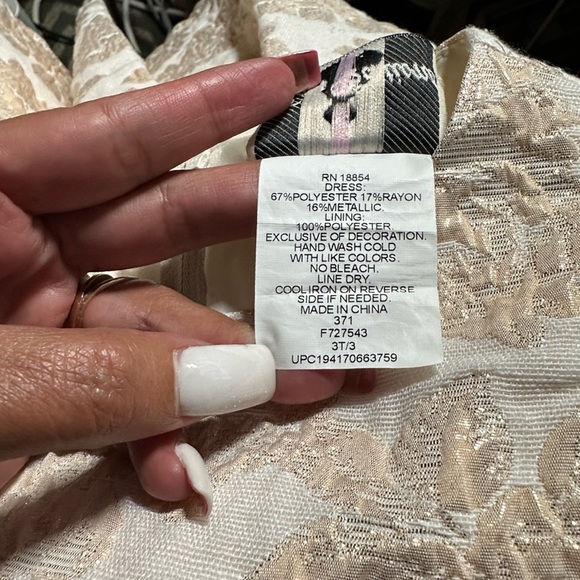 RN 18854
DRESS:
67%POLYESTER 17%RAYON
16%METALLIC.
LINING:
100%POLYESTER
EXCLUSIVE OF DECORATION.
HAND WASH COLD
WITH LIKE COLORS.
NO BLEACH.
LINE DRY.
COOL IRON ON REVERSE
SIDE IF NEEDED.
MADE IN CHINA
371
F727543
3T/3
UPC194170663759